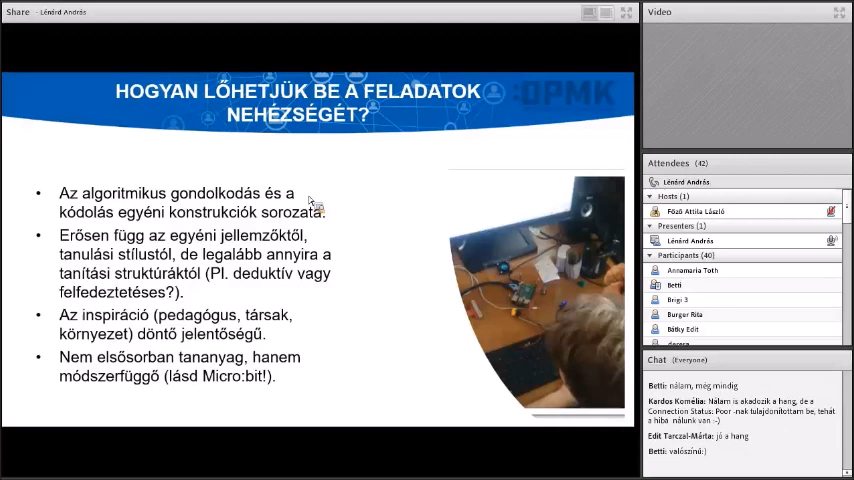 Share - Lénárd András
HOGYAN LŐHETJÜK BE A FELADATOK
NEHÉZSÉGÉT?
:OPMK
• Az algoritmikus gondolkodás és a
kódolás egyéni konstrukciók sorozata.
• Erősen függ az egyéni jellemzőktől,
tanulási stílustól, de legalább annyira a
tanítási struktúráktól (Pl. deduktív vagy
felfedeztetéses?).
• Az inspiráció (pedagógus, társak,
környezet) döntő jelentőségű.
• Nem elsősorban tananyag, hanem
módszerfüggő (lásd Micro:bit!).
Video
Attendees (42)
Lénárd András
Hosts (1)
Főző Attila László
Presenters (1)
Lénárd András
Participants (40)
Annamaria Toth
Betti
Brigi 3
Burger Rita
Bátky Edit
Chat (Everyone)
Betti: nálam, még mindig
Kardos Kornélia: Nálam is akadozik a hang, de a
Connection Status: Poor -nak tulajdonítottam be, tehát
a hiba nálunk van :-)
Edit Tarczal-Márta: jó a hang
Betti: valószínű:)